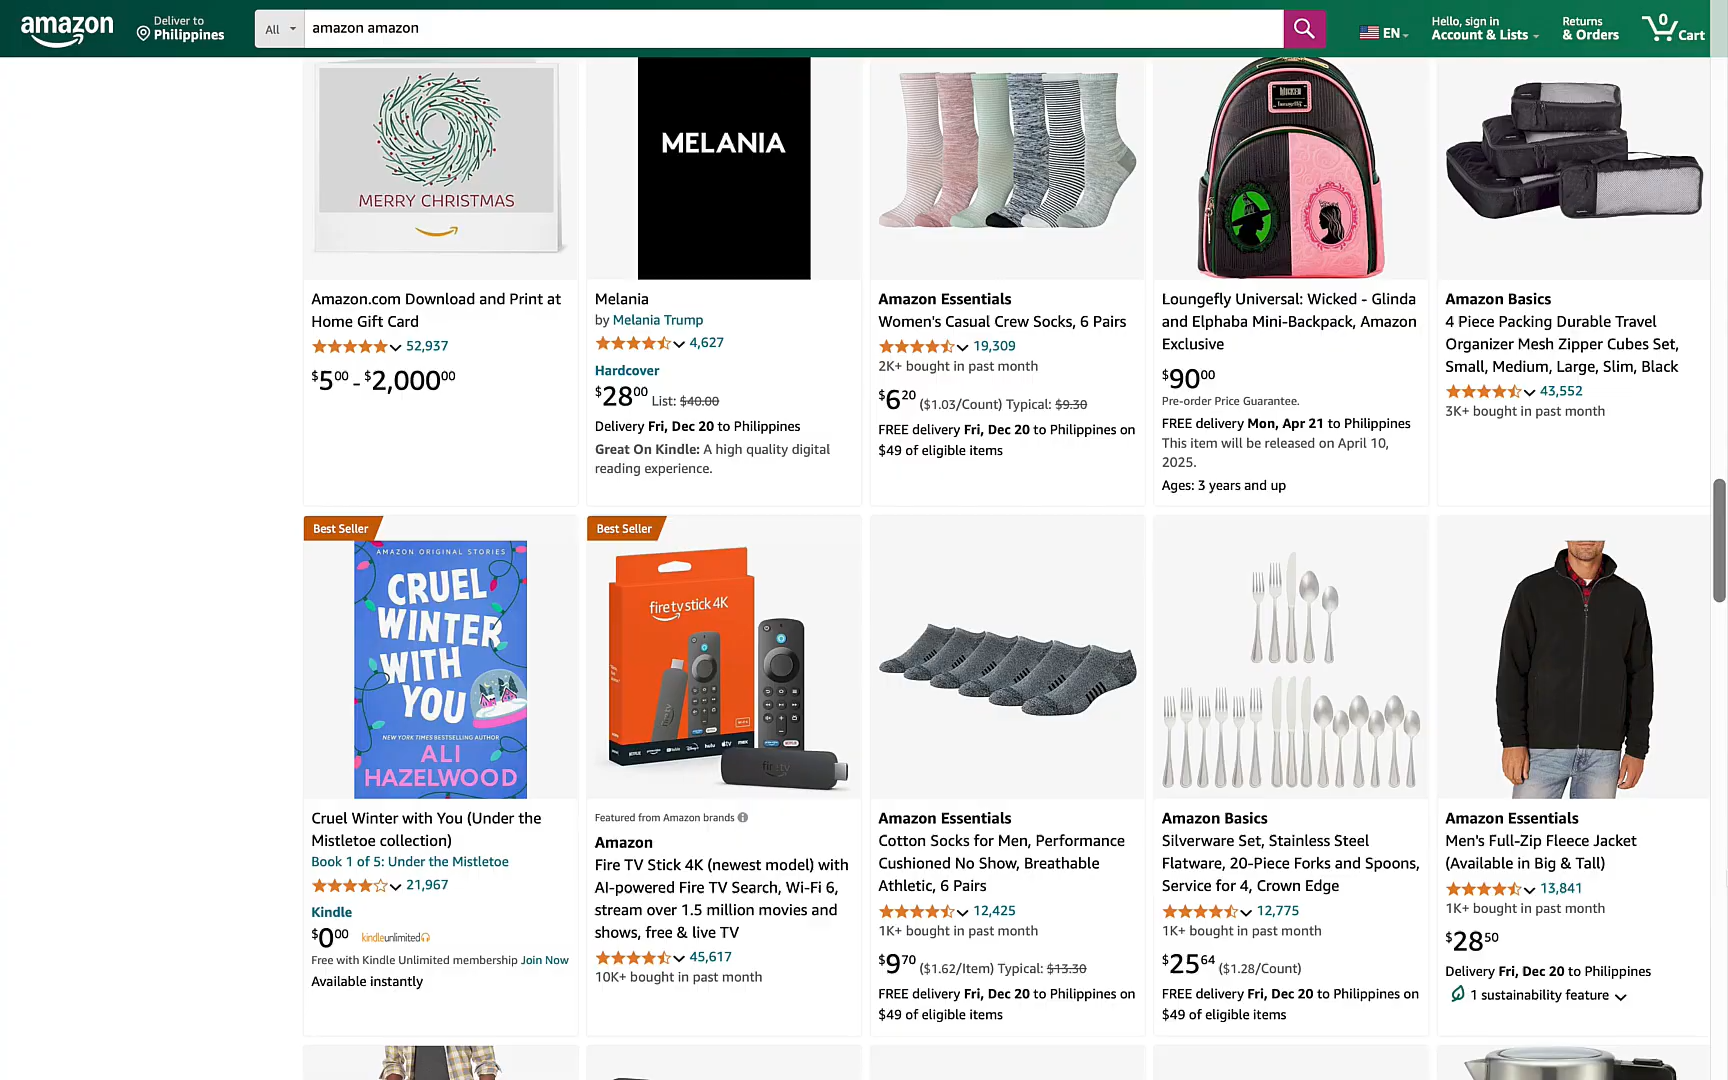 amazon
Deliver to
Philippines
All
amazon amazon
EN
Hello, sign in
Account & Lists
Returns
& Orders
0
Cart
MERRY CHRISTMAS
Amazon.com Download and Print at
Home Gift Card
52,937
$500 - $2,00000
MELANIA
Melania
by Melania Trump
4,627
Hardcover
$2800 List: $40.00
Delivery Fri, Dec 20 to Philippines
Great On Kindle: A high quality digital
reading experience.
Amazon Essentials
Women's Casual Crew Socks, 6 Pairs
19,309
2K+ bought in past month
$620 ($1.03/Count) Typical: $9.30
FREE delivery Fri, Dec 20 to Philippines on
$49 of eligible items
WICKED
Loungefly Universal: Wicked - Glinda
and Elphaba Mini-Backpack, Amazon
Exclusive
$9000
Pre-order Price Guarantee.
FREE delivery Mon, Apr 21 to Philippines
This item will be released on April 10,
2025.
Ages: 3 years and up
Amazon Basics
4 Piece Packing Durable Travel
Organizer Mesh Zipper Cubes Set,
Small, Medium, Large, Slim, Black
43,552
3K+ bought in past month
Best Seller
AMAZON ORIGINAL STORIES
CRUEL
WINTER
WITH
YOU
NEW YORK TIMES BESTSELLING AUTHOR
ALI
HAZELWOOD
Cruel Winter with You (Under the
Mistletoe collection)
Book 1 of 5: Under the Mistletoe
21,967
Kindle
$000 kindleunlimited
Free with Kindle Unlimited membership Join Now
Available instantly
Best Seller
fire tv stick 4K
fire tv
Featured from Amazon brands
Amazon
Fire TV Stick 4K (newest model) with
AI-powered Fire TV Search, Wi-Fi 6,
stream over 1.5 million movies and
shows, free & live TV
45,617
10K+ bought in past month
Amazon Essentials
Cotton Socks for Men, Performance
Cushioned No Show, Breathable
Athletic, 6 Pairs
12,425
1K+ bought in past month
$970 ($1.62/Item) Typical: $13.30
FREE delivery Fri, Dec 20 to Philippines on
$49 of eligible items
Amazon Basics
Silverware Set, Stainless Steel
Flatware, 20-Piece Forks and Spoons,
Service for 4, Crown Edge
12,775
1K+ bought in past month
$2564 ($1.28/Count)
FREE delivery Fri, Dec 20 to Philippines on
$49 of eligible items
Amazon Essentials
Men's Full-Zip Fleece Jacket
(Available in Big & Tall)
13,841
1K+ bought in past month
$2850
Delivery Fri, Dec 20 to Philippines
1 sustainability feature